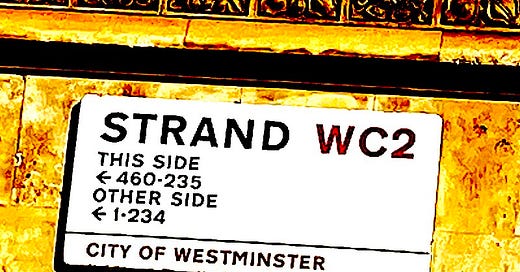 STRAND WC2
THIS SIDE
← 460-235
OTHER SIDE
← 1-234
CITY OF WESTMINSTER